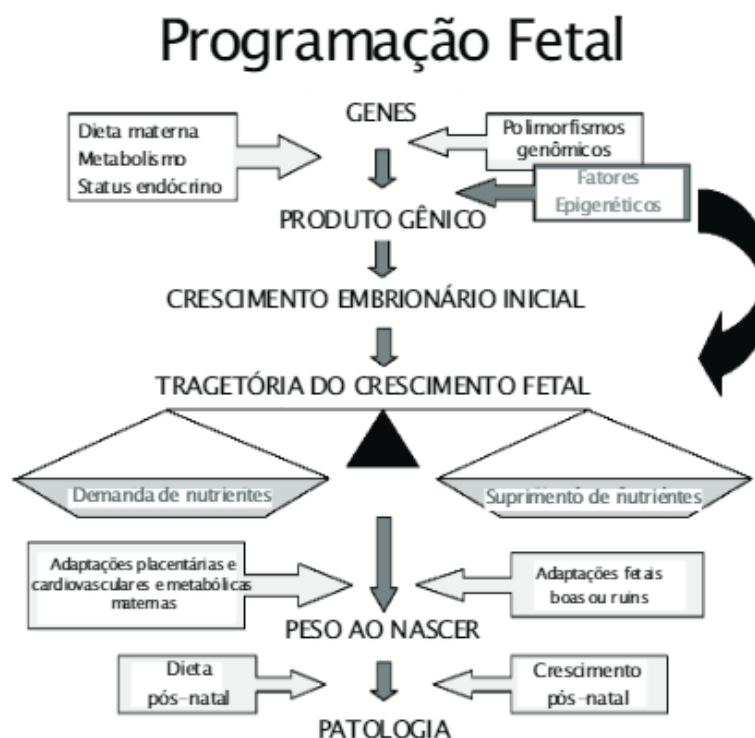 Programação Fetal
GENES
Dieta materna
Metabolismo
Status endócrino
Polimorfismos
genômicos
Fatores
Epigenéticos
PRODUTO GÊNICO
CRESCIMENTO EMBRIONÁRIO INICIAL
TRAGETÓRIA DO CRESCIMENTO FETAL
Demanda de nutrientes
Suprimento de nutrientes
Adaptações placentárias e
cardiovasculares e metabólicas
maternas
Adaptações fetais
boas ou ruins
PESO AO NASCER
Dieta
pós-natal
Crescimento
pós-natal
PATOLOGIA